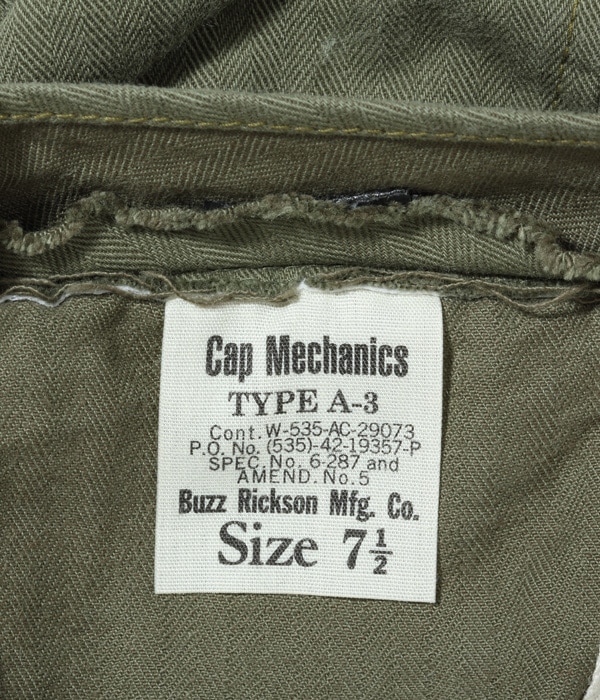 Cap Mechanics
TYPE A-3
Cont. W-535-AC-29073
P.O. No. (535)-42-19357-P
SPEC. No. 6-287 and
AMEND. No. 5
Buzz Rickson Mfg. Co.
Size 7 1/2